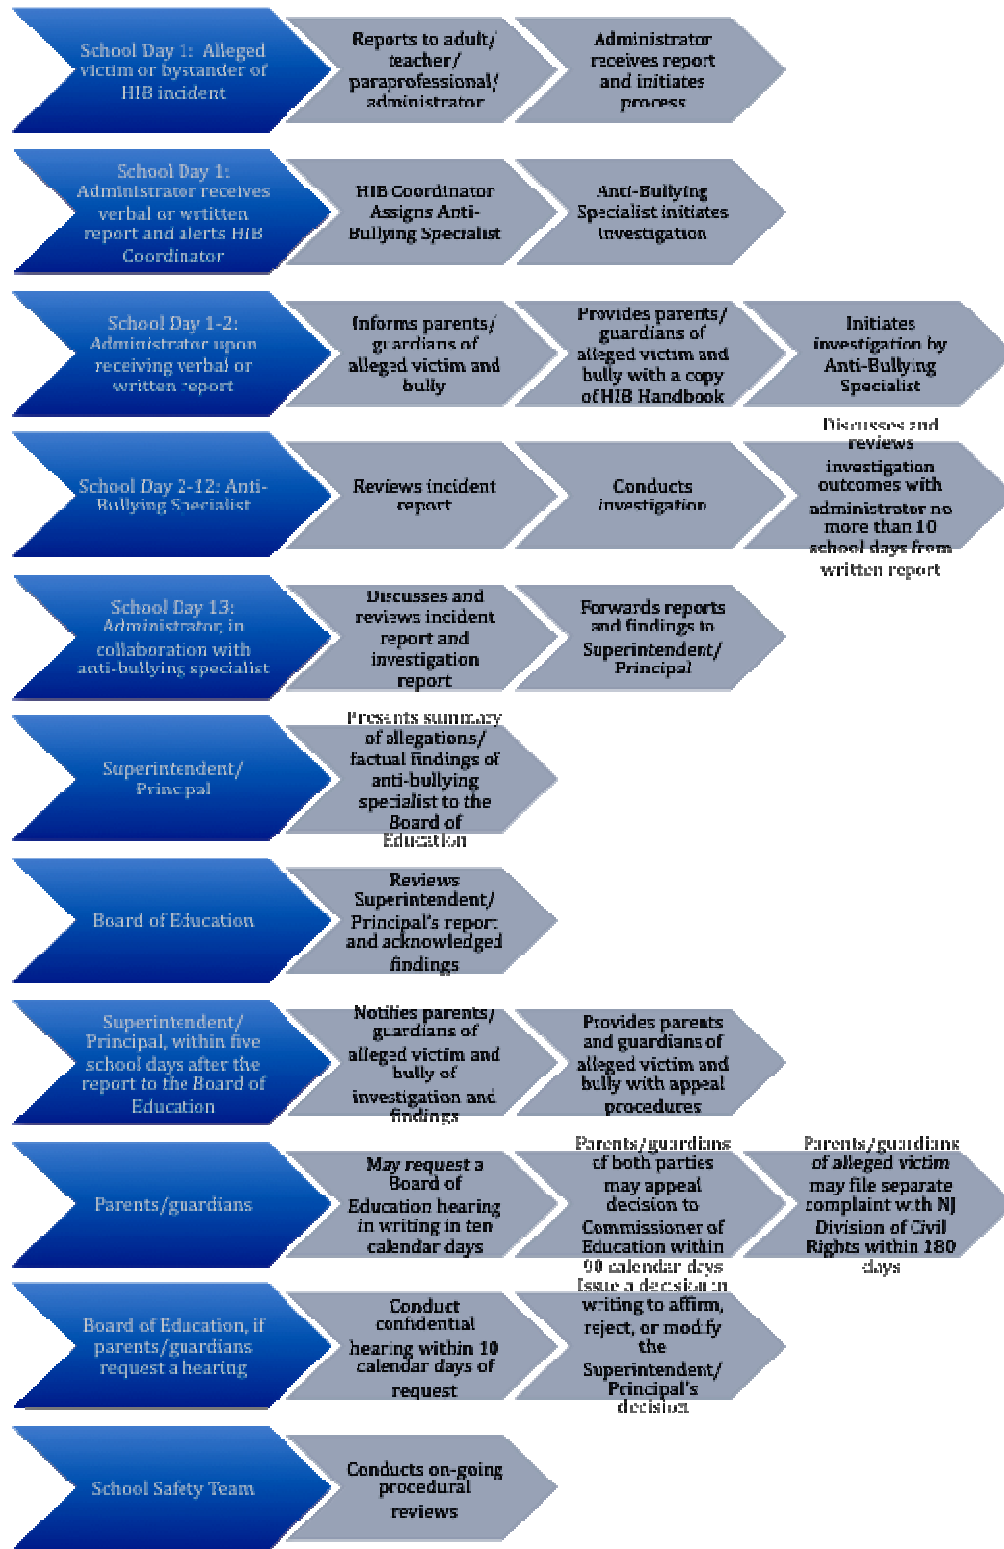 School Day 1:  Alleged
victim or bystander of
HIB incident
Reports to adult/
teacher/
paraprofessional/
administrator
Administrator
receives report
and initiates
process
School Day 1:
Administrator receives
verbal or wrtitten
report and alerts HIB
Coordinator
HIB Coordinator
Assigns Anti-
Bullying Specialist
Anti-Bullying
Specialist initiates
investigation
School Day 1-2:
Administrator upon
receiving verbal or
written report
Informs parents/
guardians of
alleged victim and
bully
Provides parents/
guardians of
alleged victim and
bully with a copy
of HIB Handbook
Initiates
investigation by
Anti-Bullying
Specialist
School Day 2-12: Anti-
Bullying Specialist
Reviews incident
report
Conducts
investigation
Discusses and
reviews
investigation
outcomes with
administrator no
more than 10
school days from
written report
School Day 13:
Administrator, in
collaboration with
anti-bullying specialist
Discusses and
reviews incident
report and
investigation
report
Forwards reports
and findings to
Superintendent/
Principal
Superintendent/
Principal
Presents summary
of allegations/
factual findings of
anti-bullying
specialist to the
Board of
Education
Board of Education
Reviews
Superintendent/
Principal's report
and acknowledged
findings
Superintendent/
Principal, within five
school days after the
report to the Board of
Education
Notifies parents/
guardians of
alleged victim and
bully of
investigation and
findings
Provides parents
and guardians of
alleged victim and
bully with appeal
procedures
Parents/guardians
May request a
Board of
Education hearing
in writing in ten
calendar days
Parents/guardians
of both parties
may appeal
decision to
Commissioner of
Education within
90 calendar days
Parents/guardians
of alleged victim
may file separate
complaint with NJ
Division of Civil
Rights within 180
days
Board of Education, if
parents/guardians
request a hearing
Conduct
confidential
hearing within 10
calendar days of
request
Issue a decision in
writing to affirm,
reject, or modify
the
Superintendent/
Principal's
decision
School Safety Team
Conducts on-going
procedural
reviews